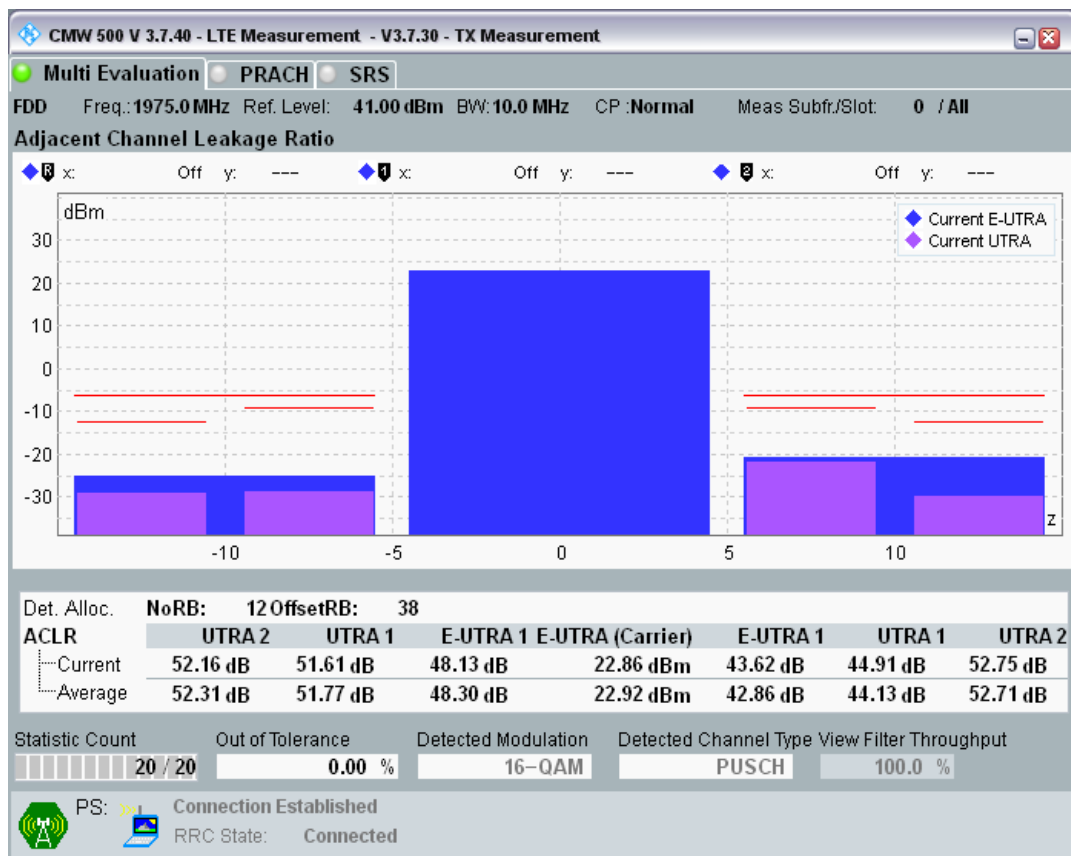 CMW 500 V 3.7.40 - LTE Measurement - V3.7.30 - TX Measurement
Multi Evaluation PRACH SRS
FDD Freq.: 1975.0 MHz Ref. Level: 41.00 dBm BW: 10.0 MHz CP :Normal Meas Subfr./Slot: 0 / All
Adjacent Channel Leakage Ratio
R x: Off y: --- 1 x: Off y: --- 2 x: Off y: ---
dBm
Current E-UTRA
Current UTRA
30
20
10
0
-10
-20
-30
z
-10 -5 0 5 10
Det. Alloc. NoRB: 12 OffsetRB: 38
ACLR UTRA 2 UTRA 1 E-UTRA 1 E-UTRA (Carrier) E-UTRA 1 UTRA 1 UTRA 2
Current 52.16 dB 51.61 dB 48.13 dB 22.86 dBm 43.62 dB 44.91 dB 52.75 dB
Average 52.31 dB 51.77 dB 48.30 dB 22.92 dBm 42.86 dB 44.13 dB 52.71 dB
Statistic Count Out of Tolerance Detected Modulation Detected Channel Type View Filter Throughput
20 / 20 0.00 % 16-QAM PUSCH 100.0 %
PS: Connection Established
RRC State: Connected